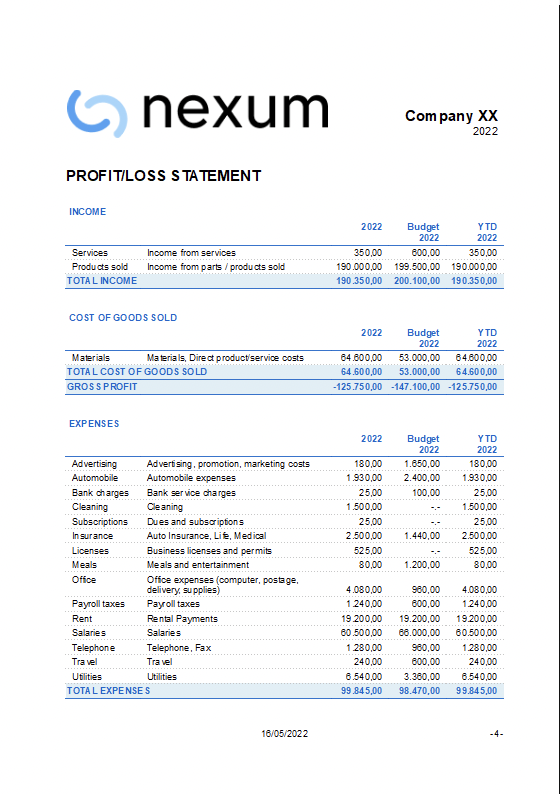 nexum
Company XX
2022
PROFIT/LOSS STATEMENT
INCOME
2022 Budget 2022 YTD 2022
Services Income from services 350,00 600,00 350,00
Products sold Income from parts / products sold 190.000,00 199.500,00 190.000,00
TOTAL INCOME 190.350,00 200.100,00 190.350,00
COST OF GOODS SOLD
2022 Budget 2022 YTD 2022
Materials Materials, Direct product/service costs 64.600,00 53.000,00 64.600,00
TOTAL COST OF GOODS SOLD 64.600,00 53.000,00 64.600,00
GROSS PROFIT -125.750,00 -147.100,00 -125.750,00
EXPENSES
2022 Budget 2022 YTD 2022
Advertising Advertising, promotion, marketing costs 180,00 1.650,00 180,00
Automobile Automobile expenses 1.930,00 2.400,00 1.930,00
Bank charges Bank service charges 25,00 100,00 25,00
Cleaning Cleaning 1.500,00 -.- 1.500,00
Subscriptions Dues and subscriptions 25,00 -.- 25,00
Insurance Auto Insurance, Life, Medical 2.500,00 1.440,00 2.500,00
Licenses Business licenses and permits 525,00 -.- 525,00
Meals Meals and entertainment 80,00 1.200,00 80,00
Office Office expenses (computer, postage,
delivery, supplies) 4.080,00 960,00 4.080,00
Payroll taxes Payroll taxes 1.240,00 600,00 1.240,00
Rent Rental Payments 19.200,00 19.200,00 19.200,00
Salaries Salaries 60.500,00 66.000,00 60.500,00
Telephone Telephone, Fax 1.280,00 960,00 1.280,00
Travel Travel 240,00 600,00 240,00
Utilities Utilities 6.540,00 3.360,00 6.540,00
TOTAL EXPENSES 99.845,00 98.470,00 99.845,00
16/05/2022 -4-